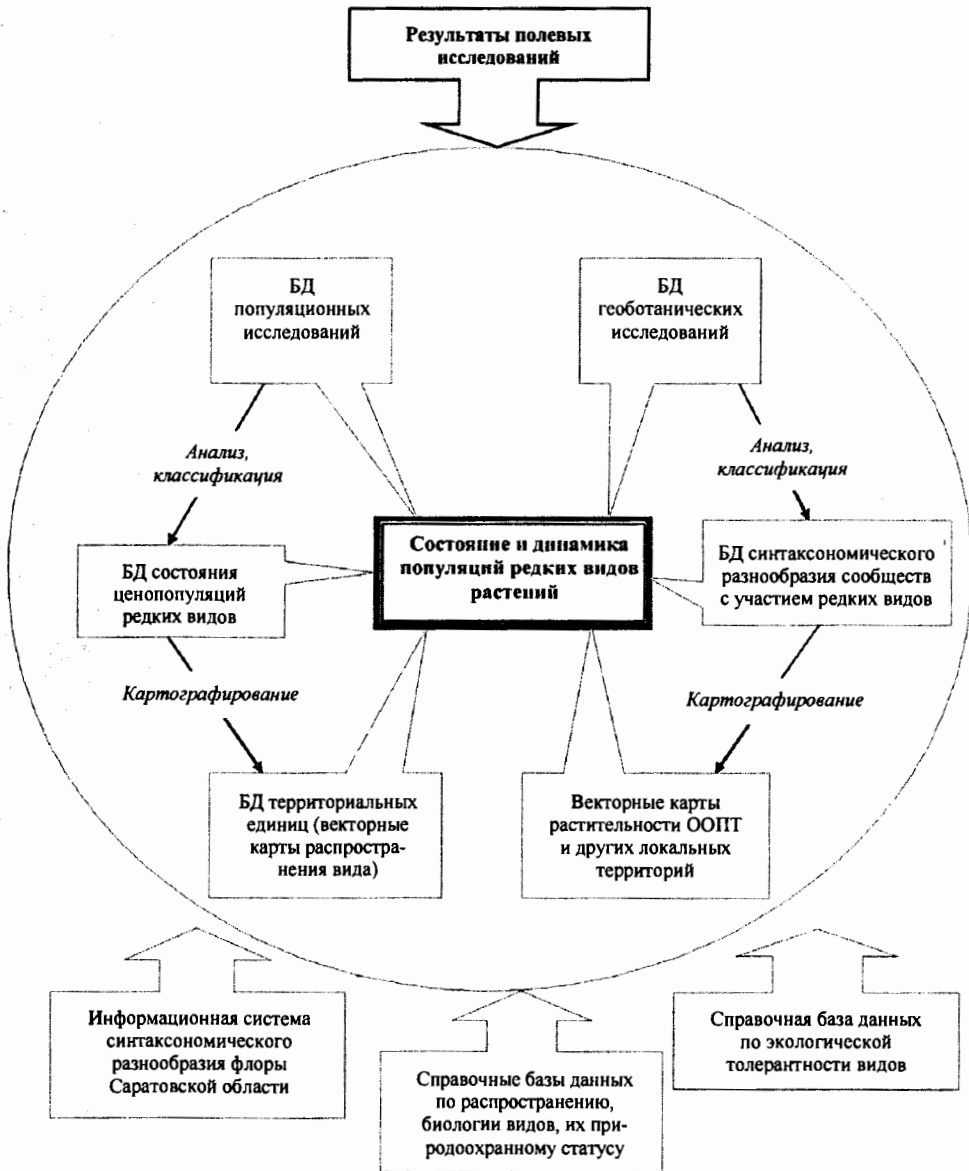 Результаты полевых
исследований
БД
популяционных
исследований
БД
геоботанических
исследований
Анализ,
классификация
Анализ,
классификация
Состояние и динамика
популяций редких видов
растений
БД состояния
ценопопуляций
редких видов
БД синтаксономического
разнообразия сообществ
с участием редких видов
Картографирование
Картографирование
БД территориальных
единиц (векторные
карты распростра-
нения вида)
Векторные карты
растительности ООПТ
и других локальных
территорий
Информационная система
синтаксономического
разнообразия флоры
Саратовской области
Справочные базы данных
по распространению,
биологии видов, их при-
родоохранному статусу
Справочная база данных
по экологической
толерантности видов